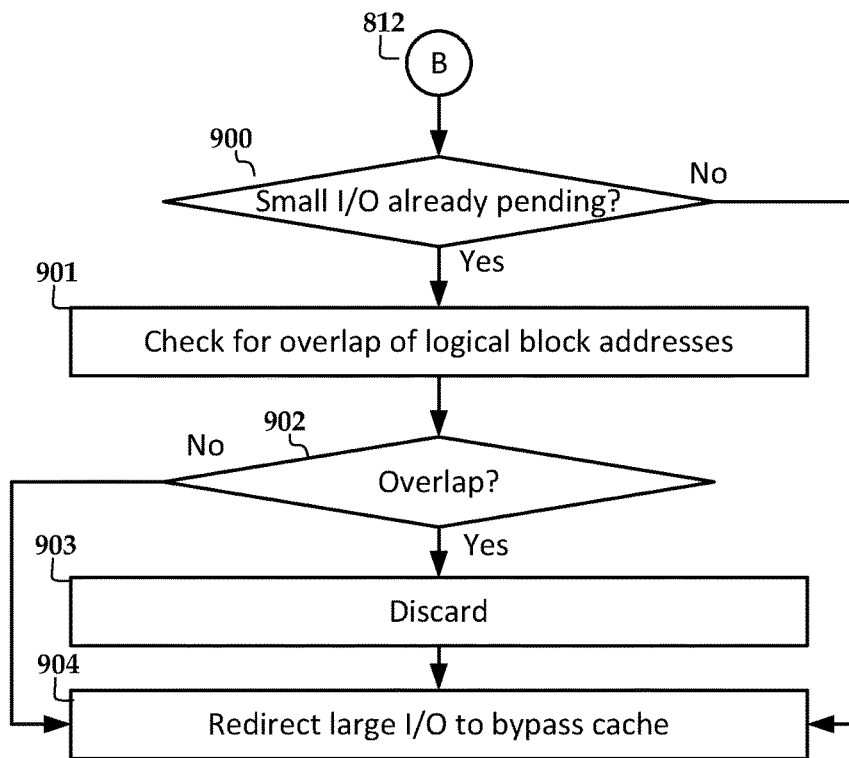 812
B
900
Small I/O already pending?
No
Yes
901
Check for overlap of logical block addresses
902
No
Overlap?
Yes
903
Discard
904
Redirect large I/O to bypass cache